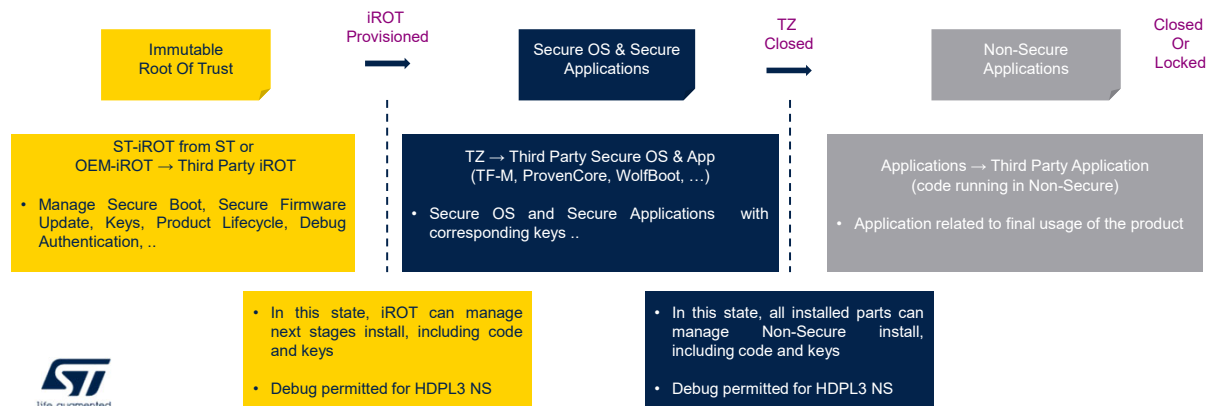 iROT
Provisioned
TZ
Closed
Closed
Or
Locked
Immutable
Root Of Trust
Secure OS & Secure
Applications
Non-Secure
Applications
ST-iROT from ST or
OEM-iROT → Third Party iROT
• Manage Secure Boot, Secure Firmware
Update, Keys, Product Lifecycle, Debug
Authentication, ..
TZ → Third Party Secure OS & App
(TF-M, ProvenCore, WolfBoot, …)
• Secure OS and Secure Applications with
corresponding keys ..
Applications → Third Party Application
(code running in Non-Secure)
• Application related to final usage of the product
• In this state, iROT can manage
next stages install, including code
and keys
• Debug permitted for HDPL3 NS
• In this state, all installed parts can
manage Non-Secure install,
including code and keys
• Debug permitted for HDPL3 NS
ST
life.augmented